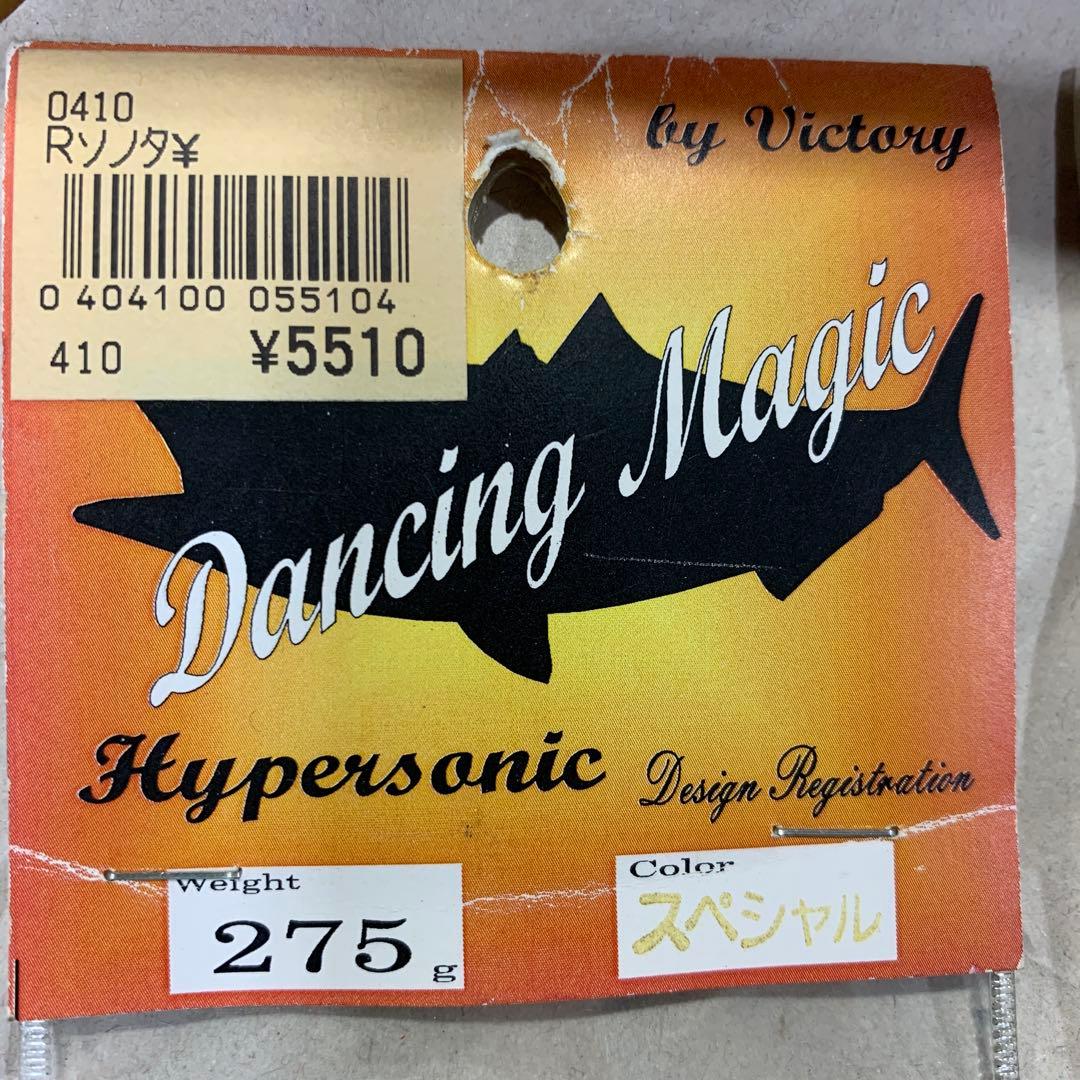 0410
Rソノタ¥
0 404100 055104
410 ¥5510
by Victory
Dancing Magic
Hypersonic
Design Registration
Weight
275g
Color
スペシャル